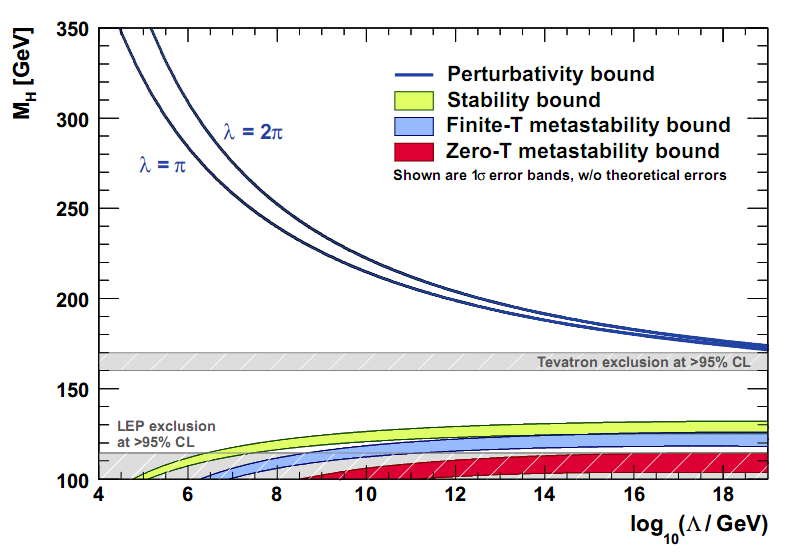 350
300
250
200
150
100
M_H [GeV]
Perturbativity bound
Stability bound
Finite-T metastability bound
Zero-T metastability bound
Shown are 1σ error bands, w/o theoretical errors
λ = 2π
λ = π
Tevatron exclusion at >95% CL
LEP exclusion
at >95% CL
4 6 8 10 12 14 16 18
log_10(Λ / GeV)